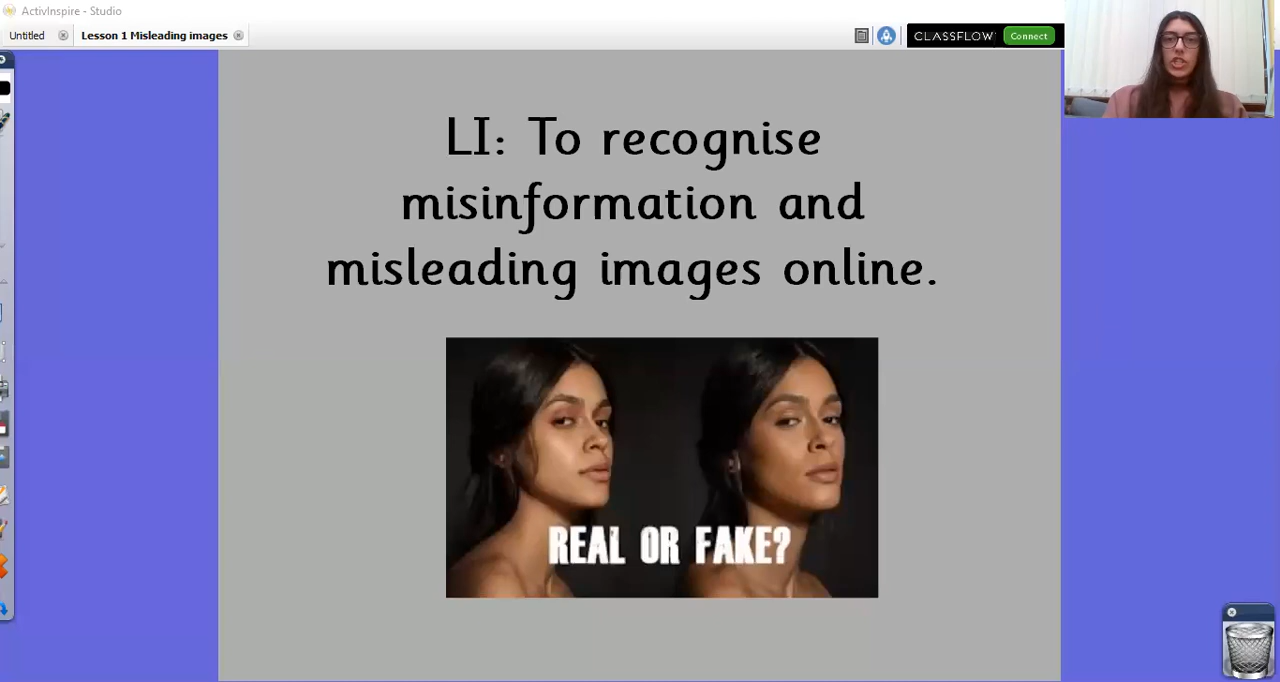 ActivInspire - Studio
Untitled
Lesson 1 Misleading images
CLASSFLOW
Connect
LI: To recognise
misinformation and
misleading images online.
REAL OR FAKE?